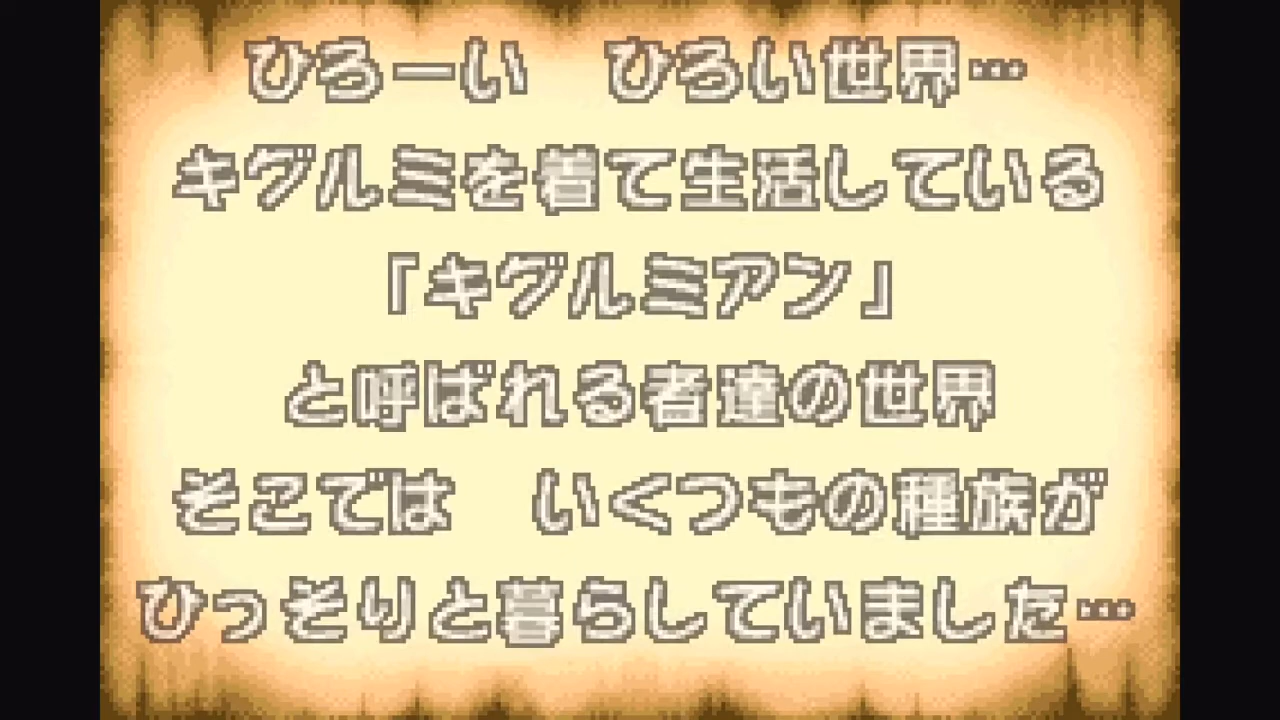 ひろーい　ひろい世界…
キグルミを着て生活している
「キグルミアン」
と呼ばれる者達の世界
そこでは　いくつもの種族が
ひっそりと暮らしていました…